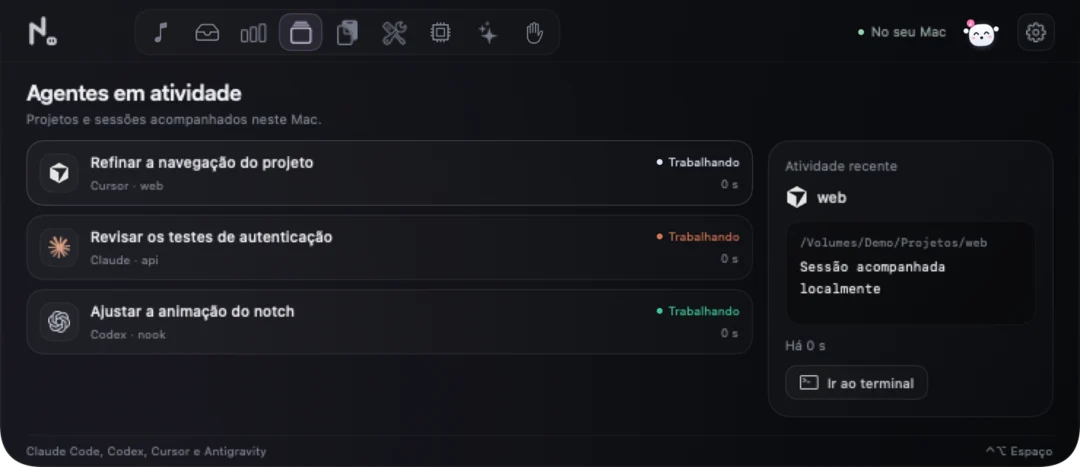 N
No seu Mac
Agentes em atividade
Projetos e sessões acompanhados neste Mac.
Refinar a navegação do projeto
Trabalhando
Cursor · web
0 s
Revisar os testes de autenticação
Trabalhando
Claude · api
0 s
Ajustar a animação do notch
Trabalhando
Codex · nook
0 s
Atividade recente
web
/Volumes/Demo/Projetos/web
Sessão acompanhada
localmente
Há 0 s
Ir ao terminal
Claude Code, Codex, Cursor e Antigravity
⌃⌥ Espaço